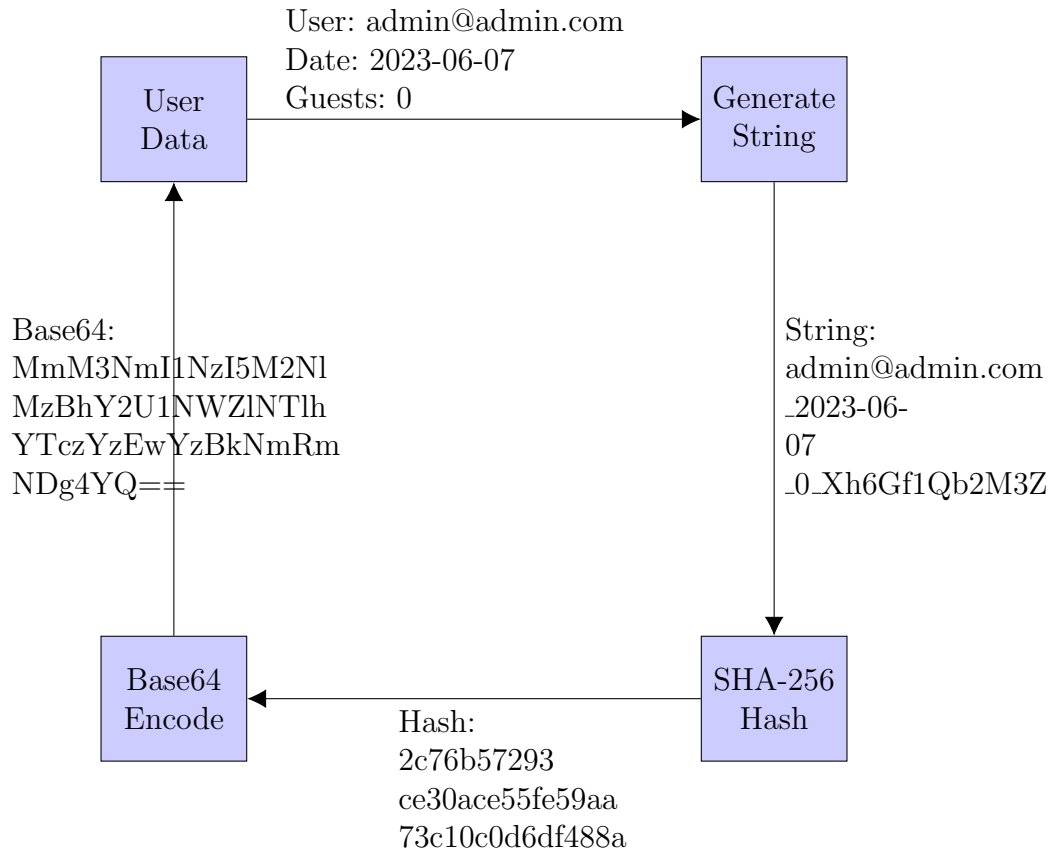 User: admin@admin.com
Date: 2023-06-07
Guests: 0
User
Data
Generate
String
Base64:
MmM3NmI1NzI5M2Nl
MzBhY2U1NWZlNTlh
YTczYzEwYzBkNmRm
NDg4YQ==
String:
admin@admin.com
_2023-06-
07
_0_Xh6Gf1Qb2M3Z
Base64
Encode
SHA-256
Hash
Hash:
2c76b57293
ce30ace55fe59aa
73c10c0d6df488a